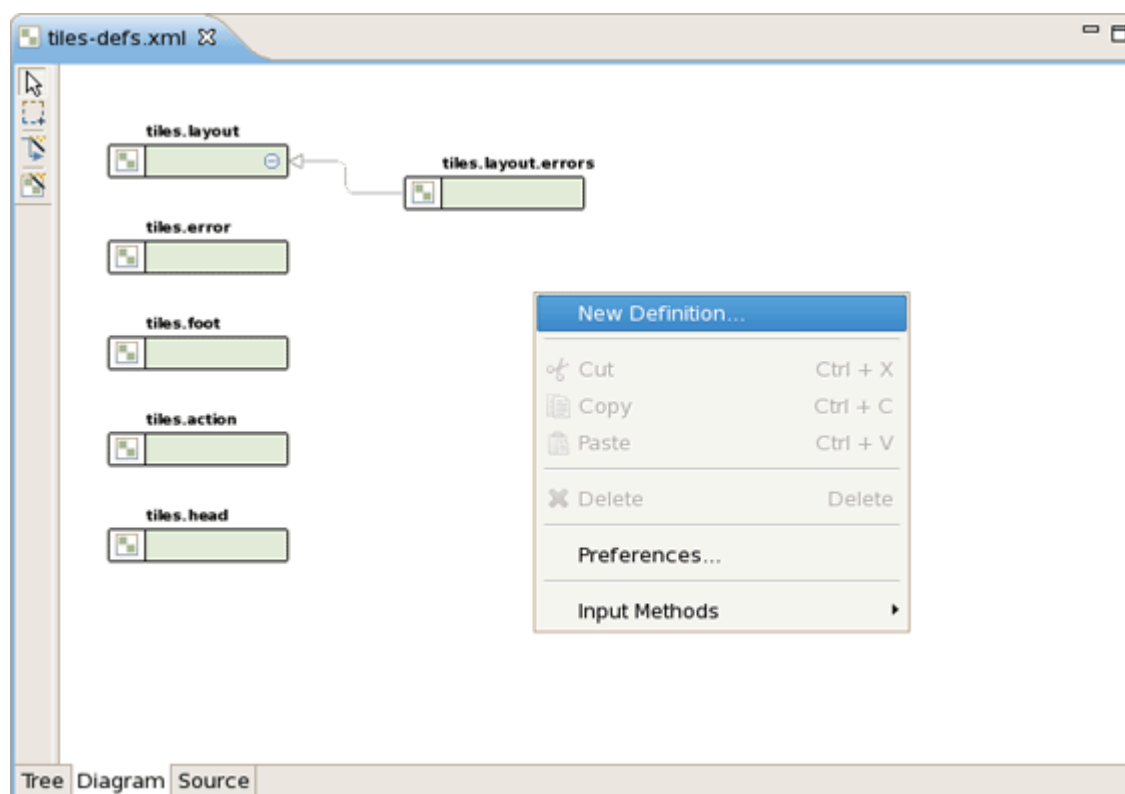 tiles-defs.xml
tiles.layout
tiles.layout.errors
tiles.error
tiles.foot
tiles.action
tiles.head
New Definition...
Cut Ctrl + X
Copy Ctrl + C
Paste Ctrl + V
Delete Delete
Preferences...
Input Methods
Tree Diagram Source